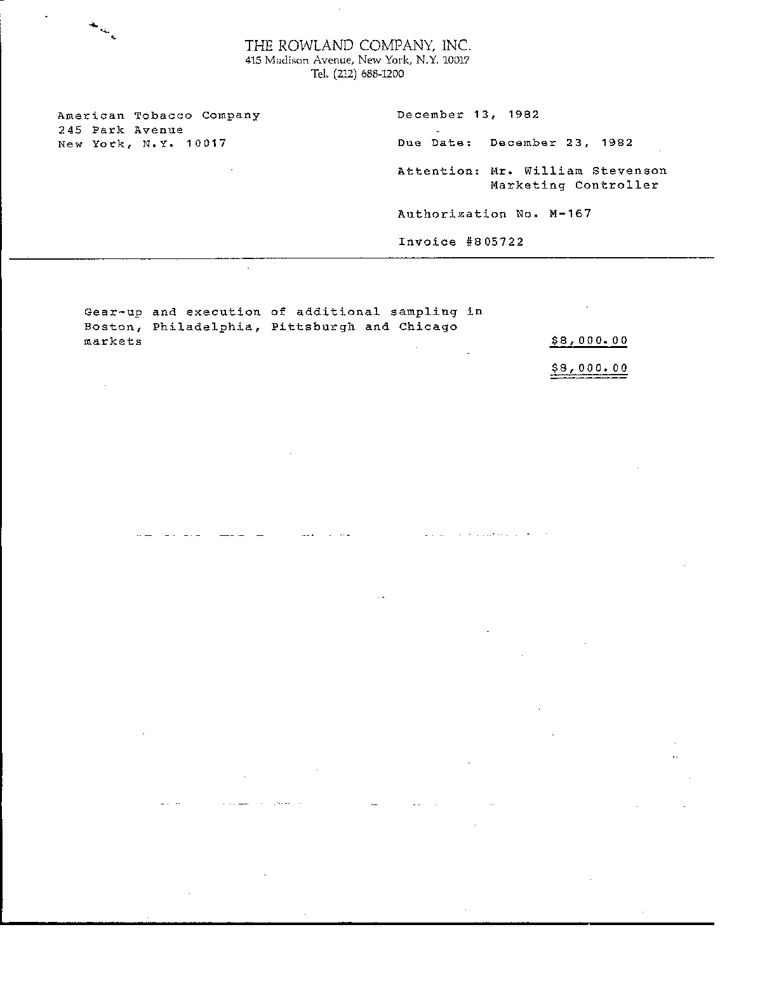 THE ROWLAND COMPANY, INC.
415 Madison Avenue, New York, N.Y. 10017
Tel. (212) 688-1200
American Tobacco Company
245 Park Avenue
New York, N.Y. 10017
December 13, 1982
Due Date: December 23, 1982
Attention: Mr. William Stevenson
Marketing Controller
Authorization No. M-167
Invoice #805722
Gear-up and execution of additional sampling in
Boston, Philadelphia, Pittsburgh and Chicago
markets $8,000.00
$8,000.00